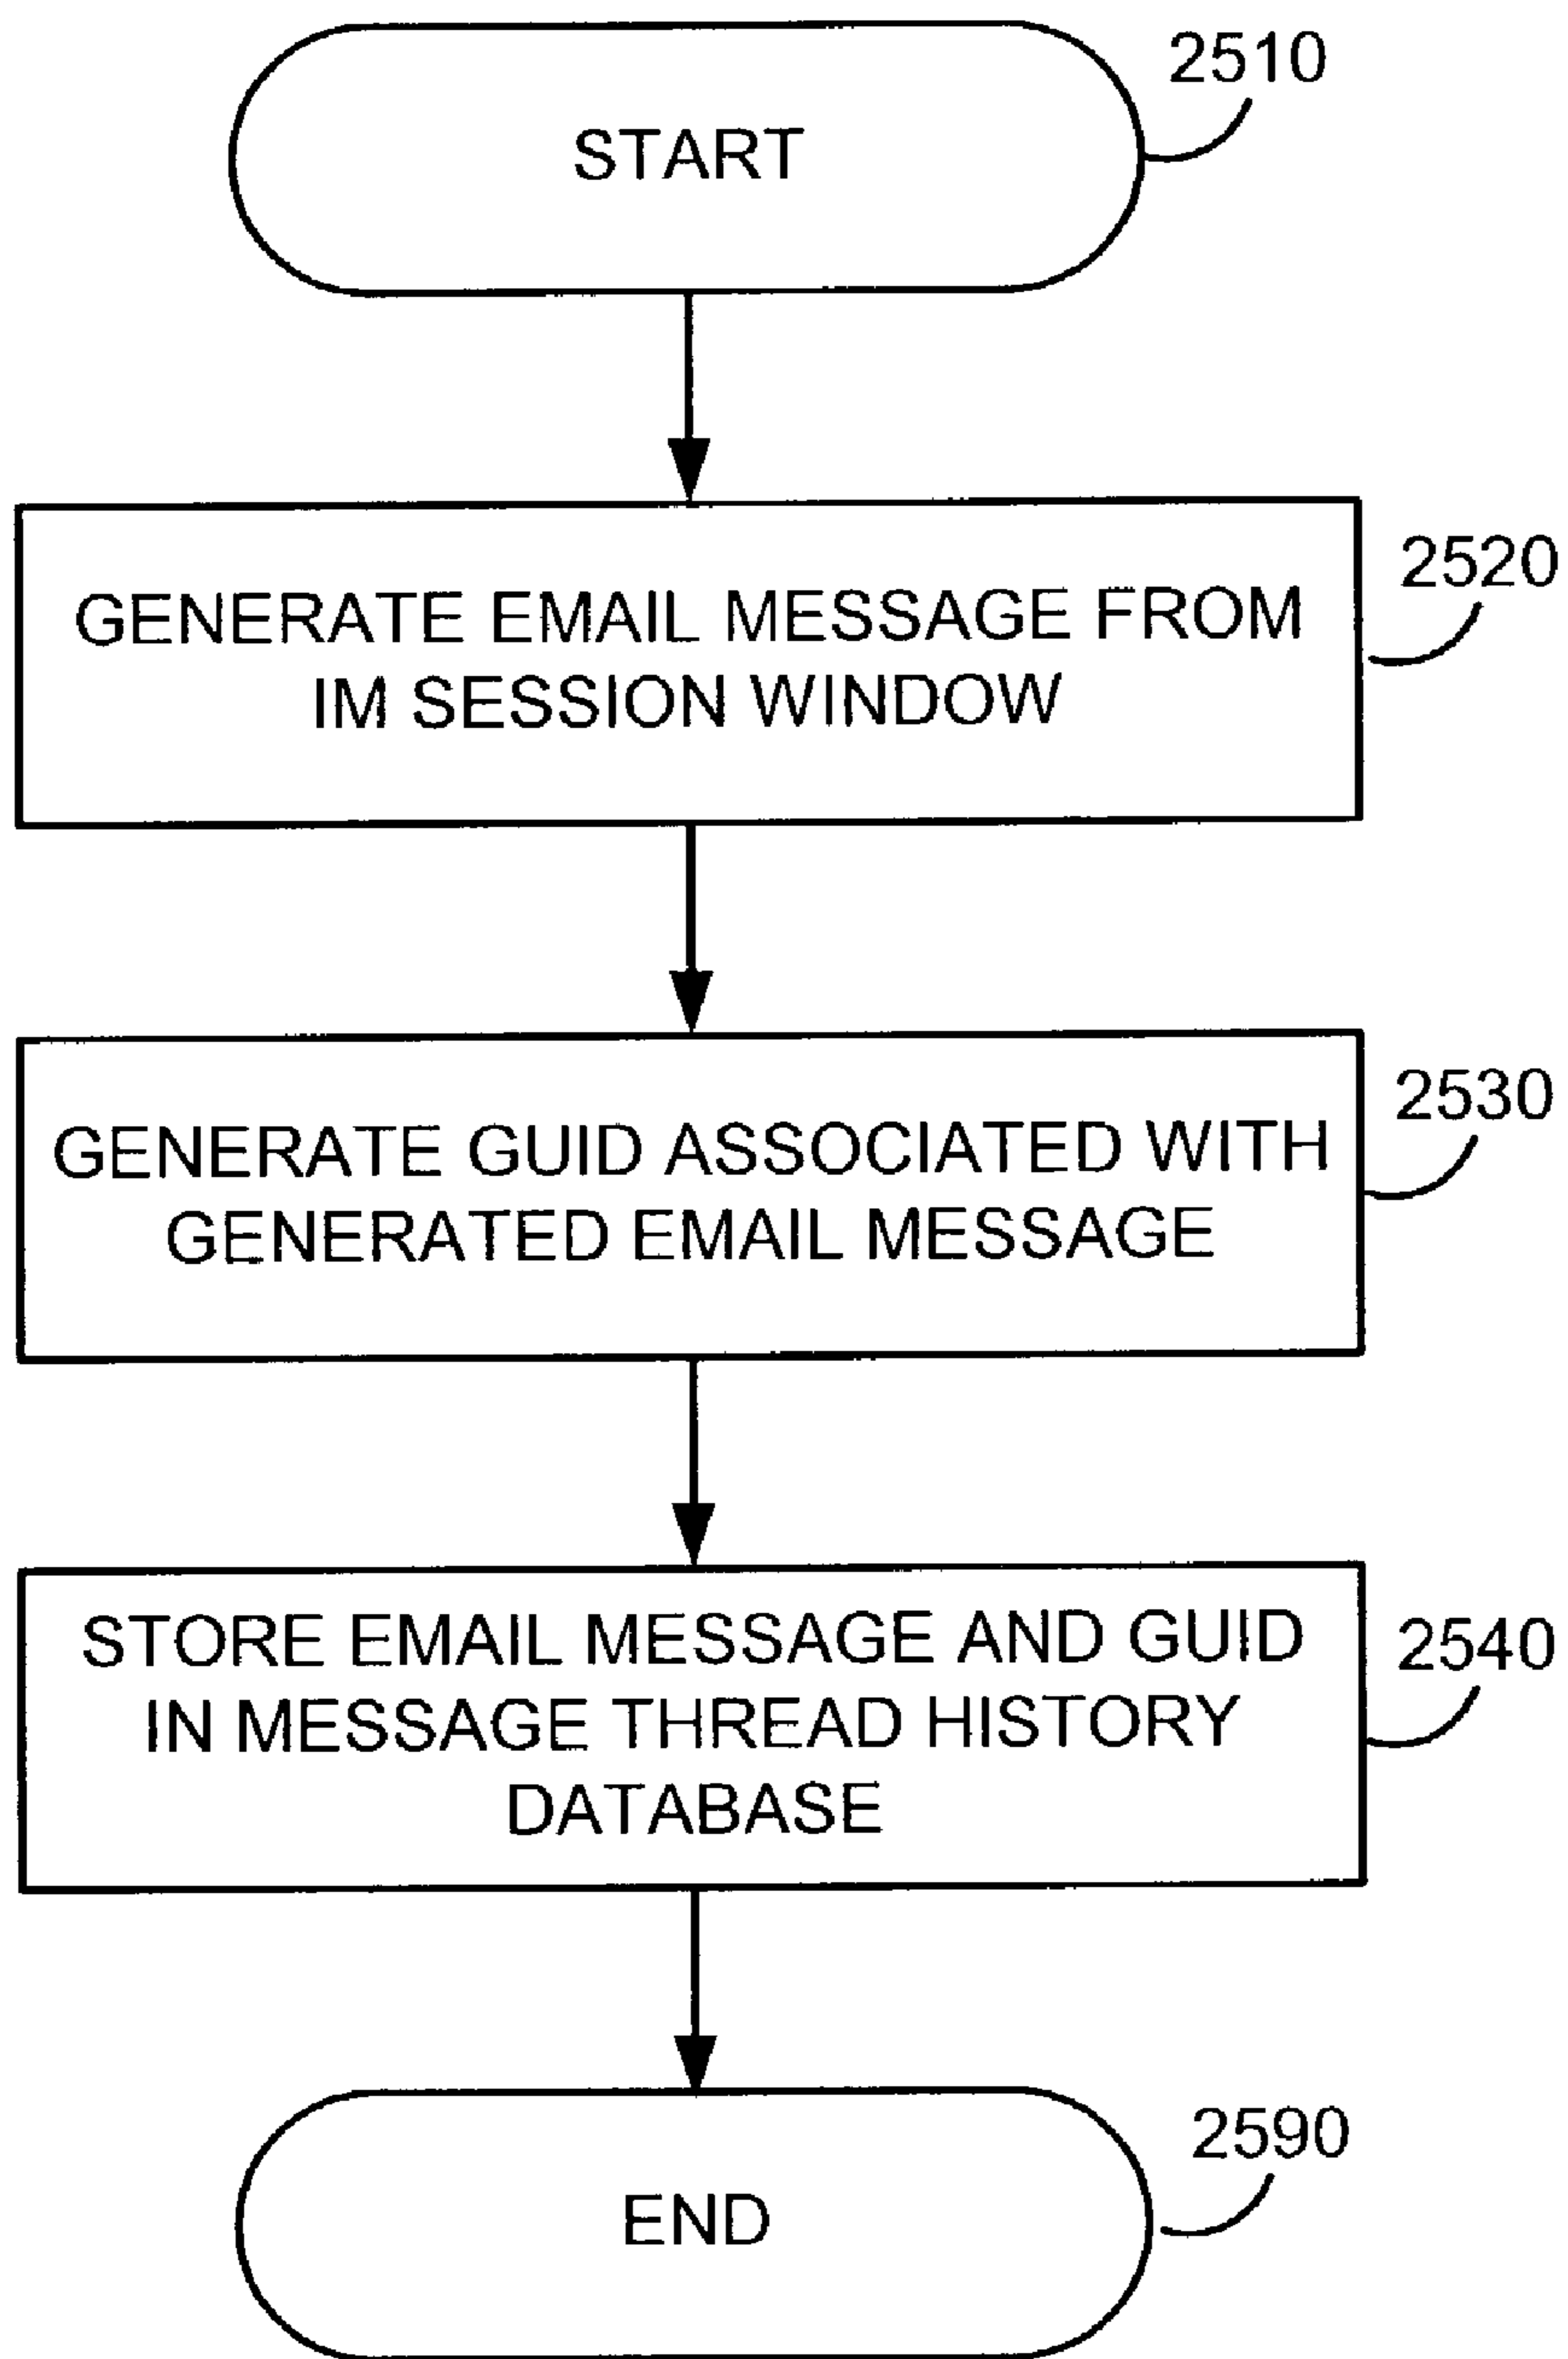 START
2510
GENERATE EMAIL MESSAGE FROM
IM SESSION WINDOW
2520
GENERATE GUID ASSOCIATED WITH
GENERATED EMAIL MESSAGE
2530
STORE EMAIL MESSAGE AND GUID
IN MESSAGE THREAD HISTORY
DATABASE
2540
END
2590